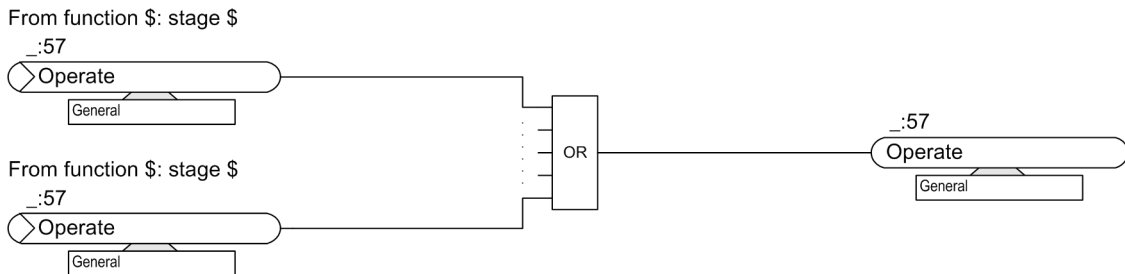 From function $: stage $
_:57
Operate
General
OR
_:57
Operate
General
From function $: stage $
_:57
Operate
General